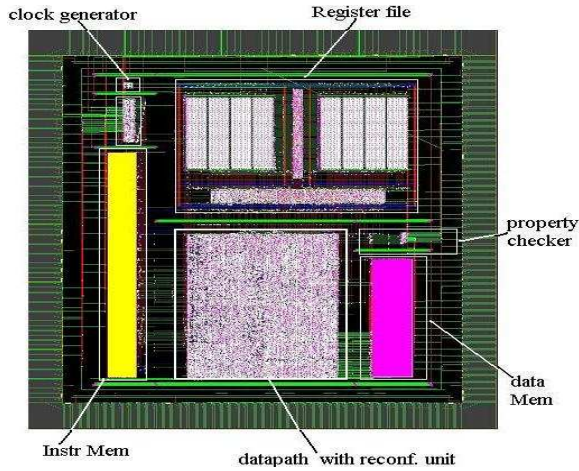 clock generator
Register file
property
checker
data
Mem
Instr Mem
datapath with reconf. unit